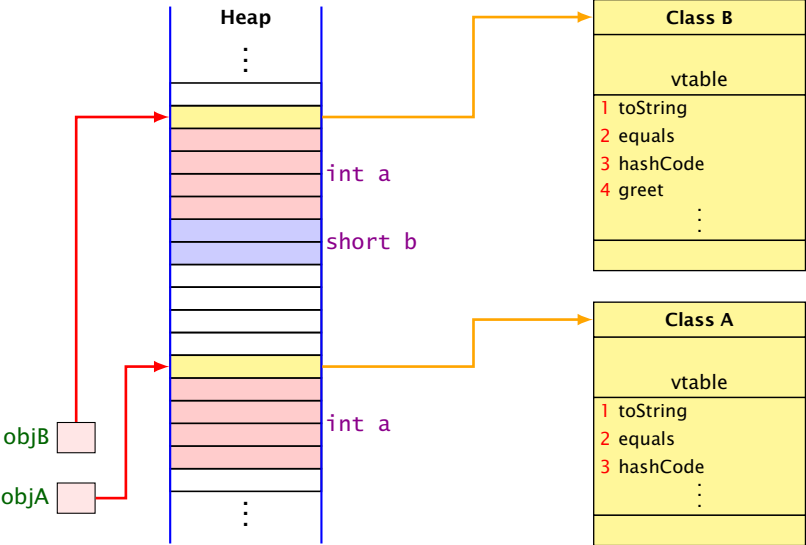 Heap
Class B
vtable
1 toString
2 equals
3 hashCode
4 greet
int a
short b
Class A
vtable
1 toString
2 equals
3 hashCode
int a
objB
objA